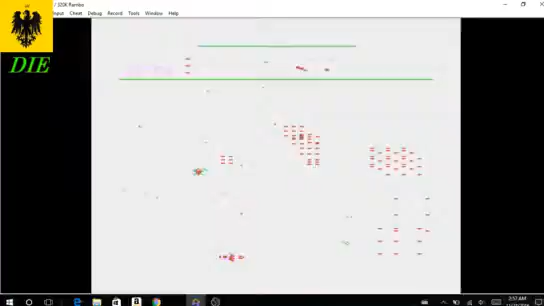 / 320K Rambo
Input Cheat Debug Record Tools Window Help
DIE
2:57 AM